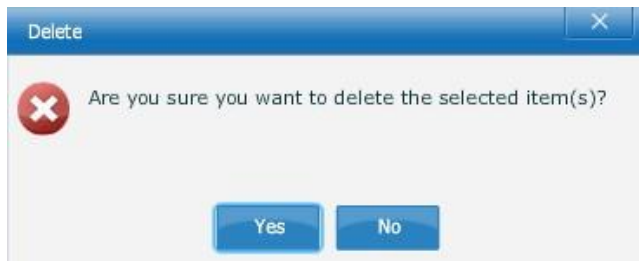 Delete
Are you sure you want to delete the selected item(s)?
Yes
No